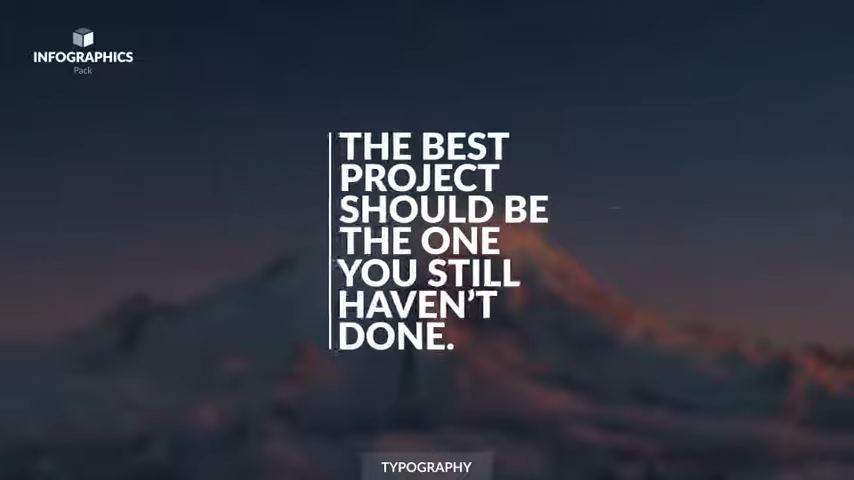 INFOGRAPHICS
Pack
THE BEST
PROJECT
SHOULD BE
THE ONE
YOU STILL
HAVEN'T
DONE.
TYPOGRAPHY